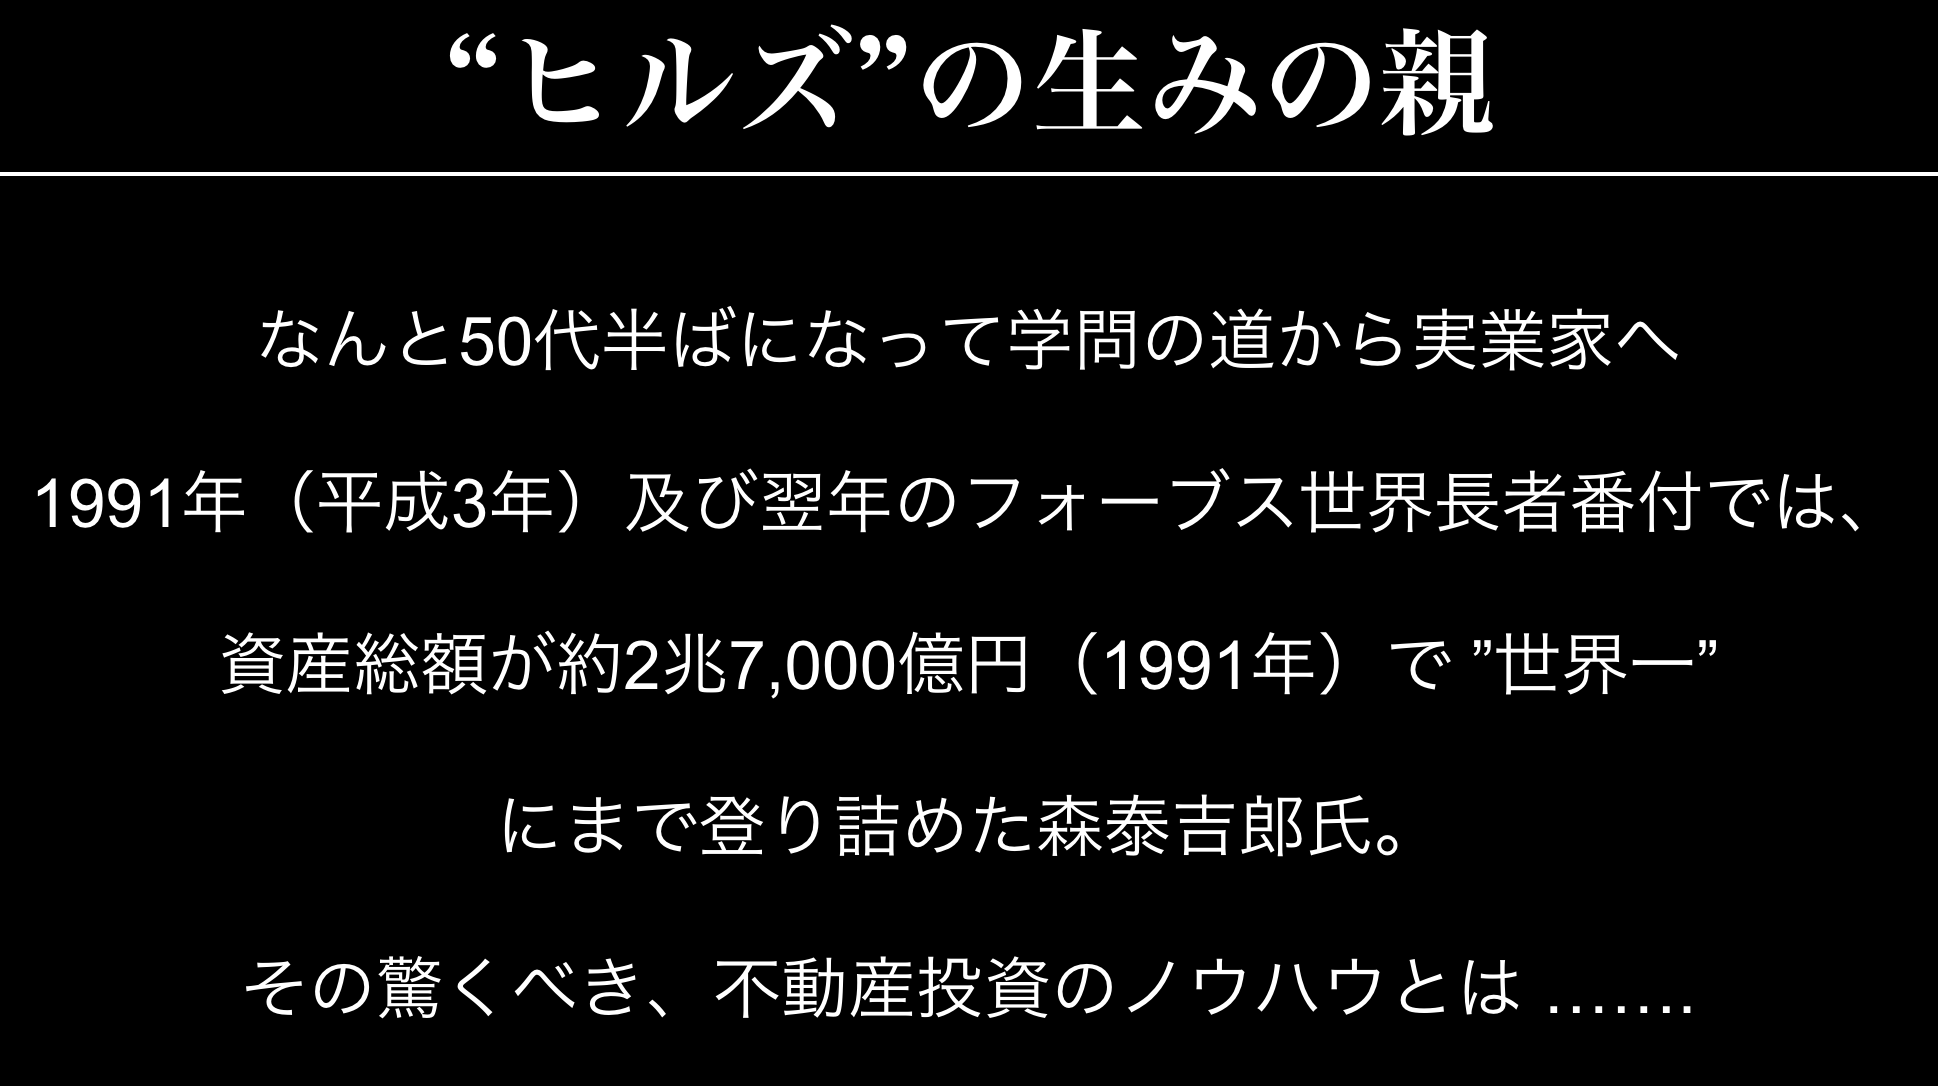 “ヒルズ”の生みの親
なんと50代半ばになって学問の道から実業家へ
1991年（平成3年）及び翌年のフォーブス世界長者番付では、
資産総額が約2兆7,000億円（1991年）で ”世界一”
にまで登り詰めた森泰吉郎氏。
その驚くべき、不動産投資のノウハウとは …….